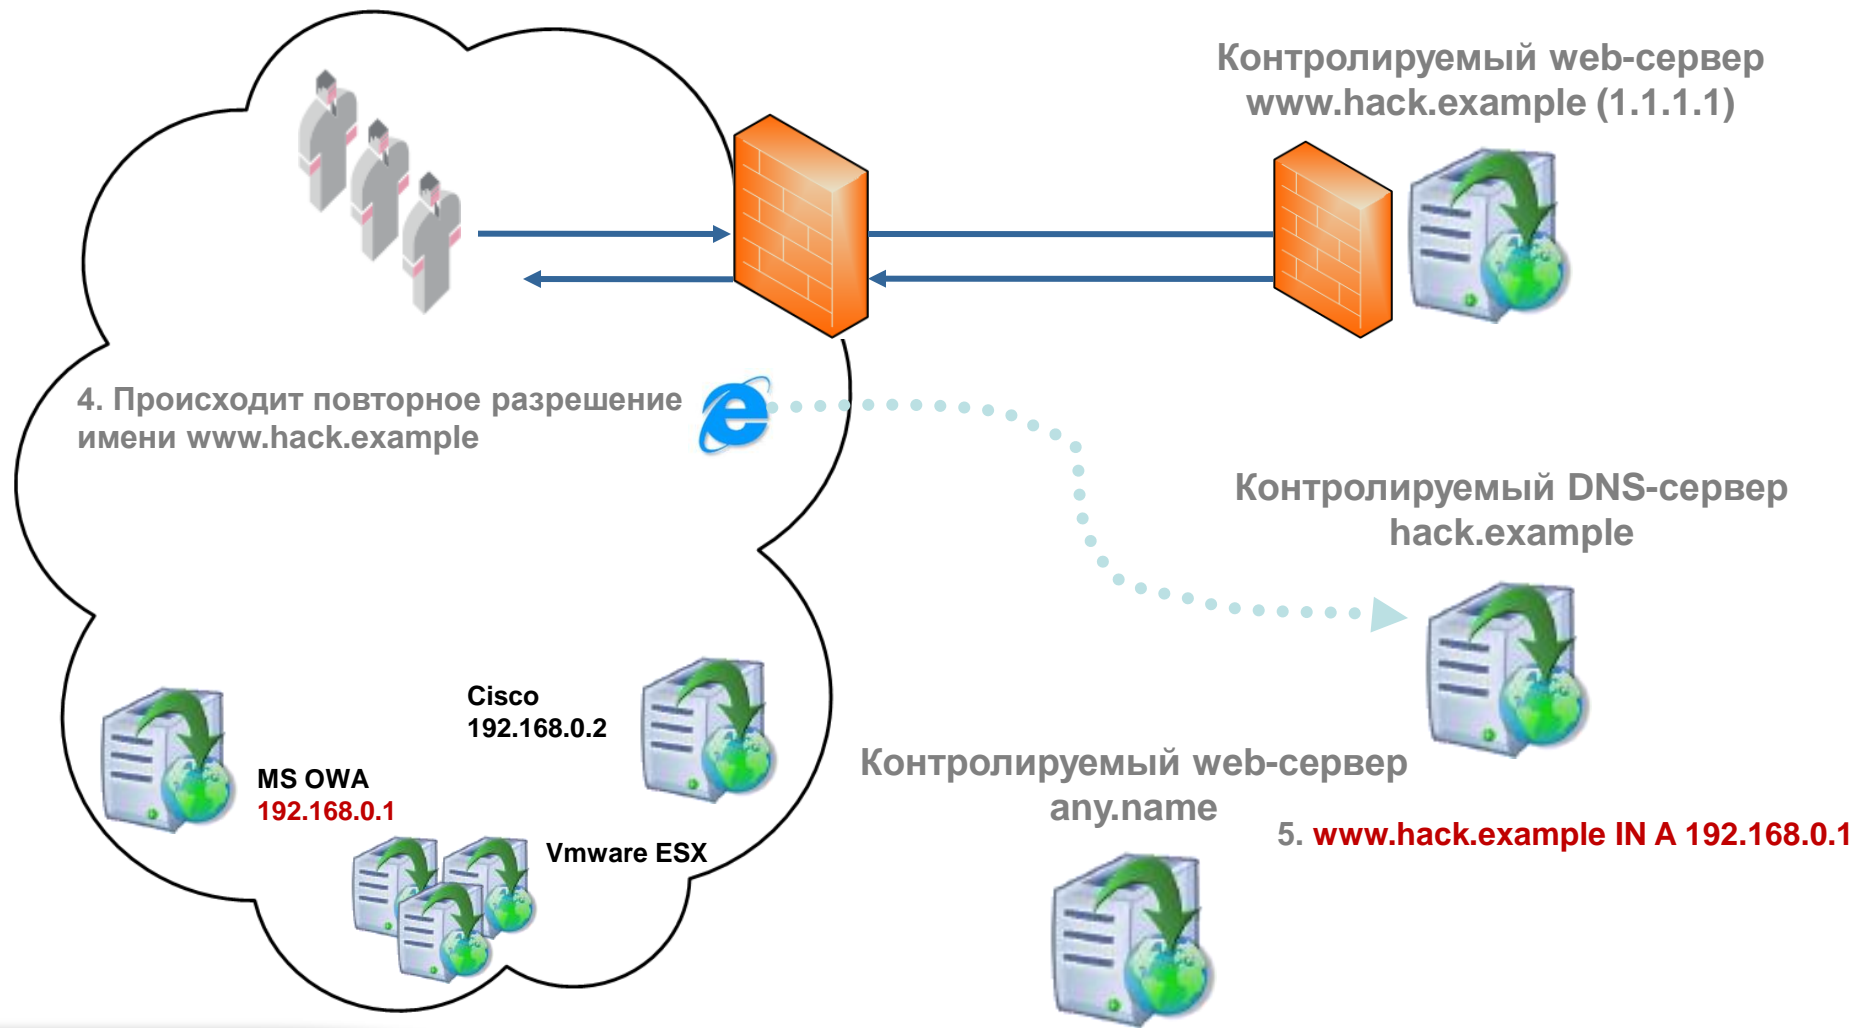 Контролируемый web-сервер
www.hack.example (1.1.1.1)
4. Происходит повторное разрешение
имени www.hack.example
Контролируемый DNS-сервер
hack.example
Cisco
192.168.0.2
MS OWA
192.168.0.1
Vmware ESX
Контролируемый web-сервер
any.name
5. www.hack.example IN A 192.168.0.1